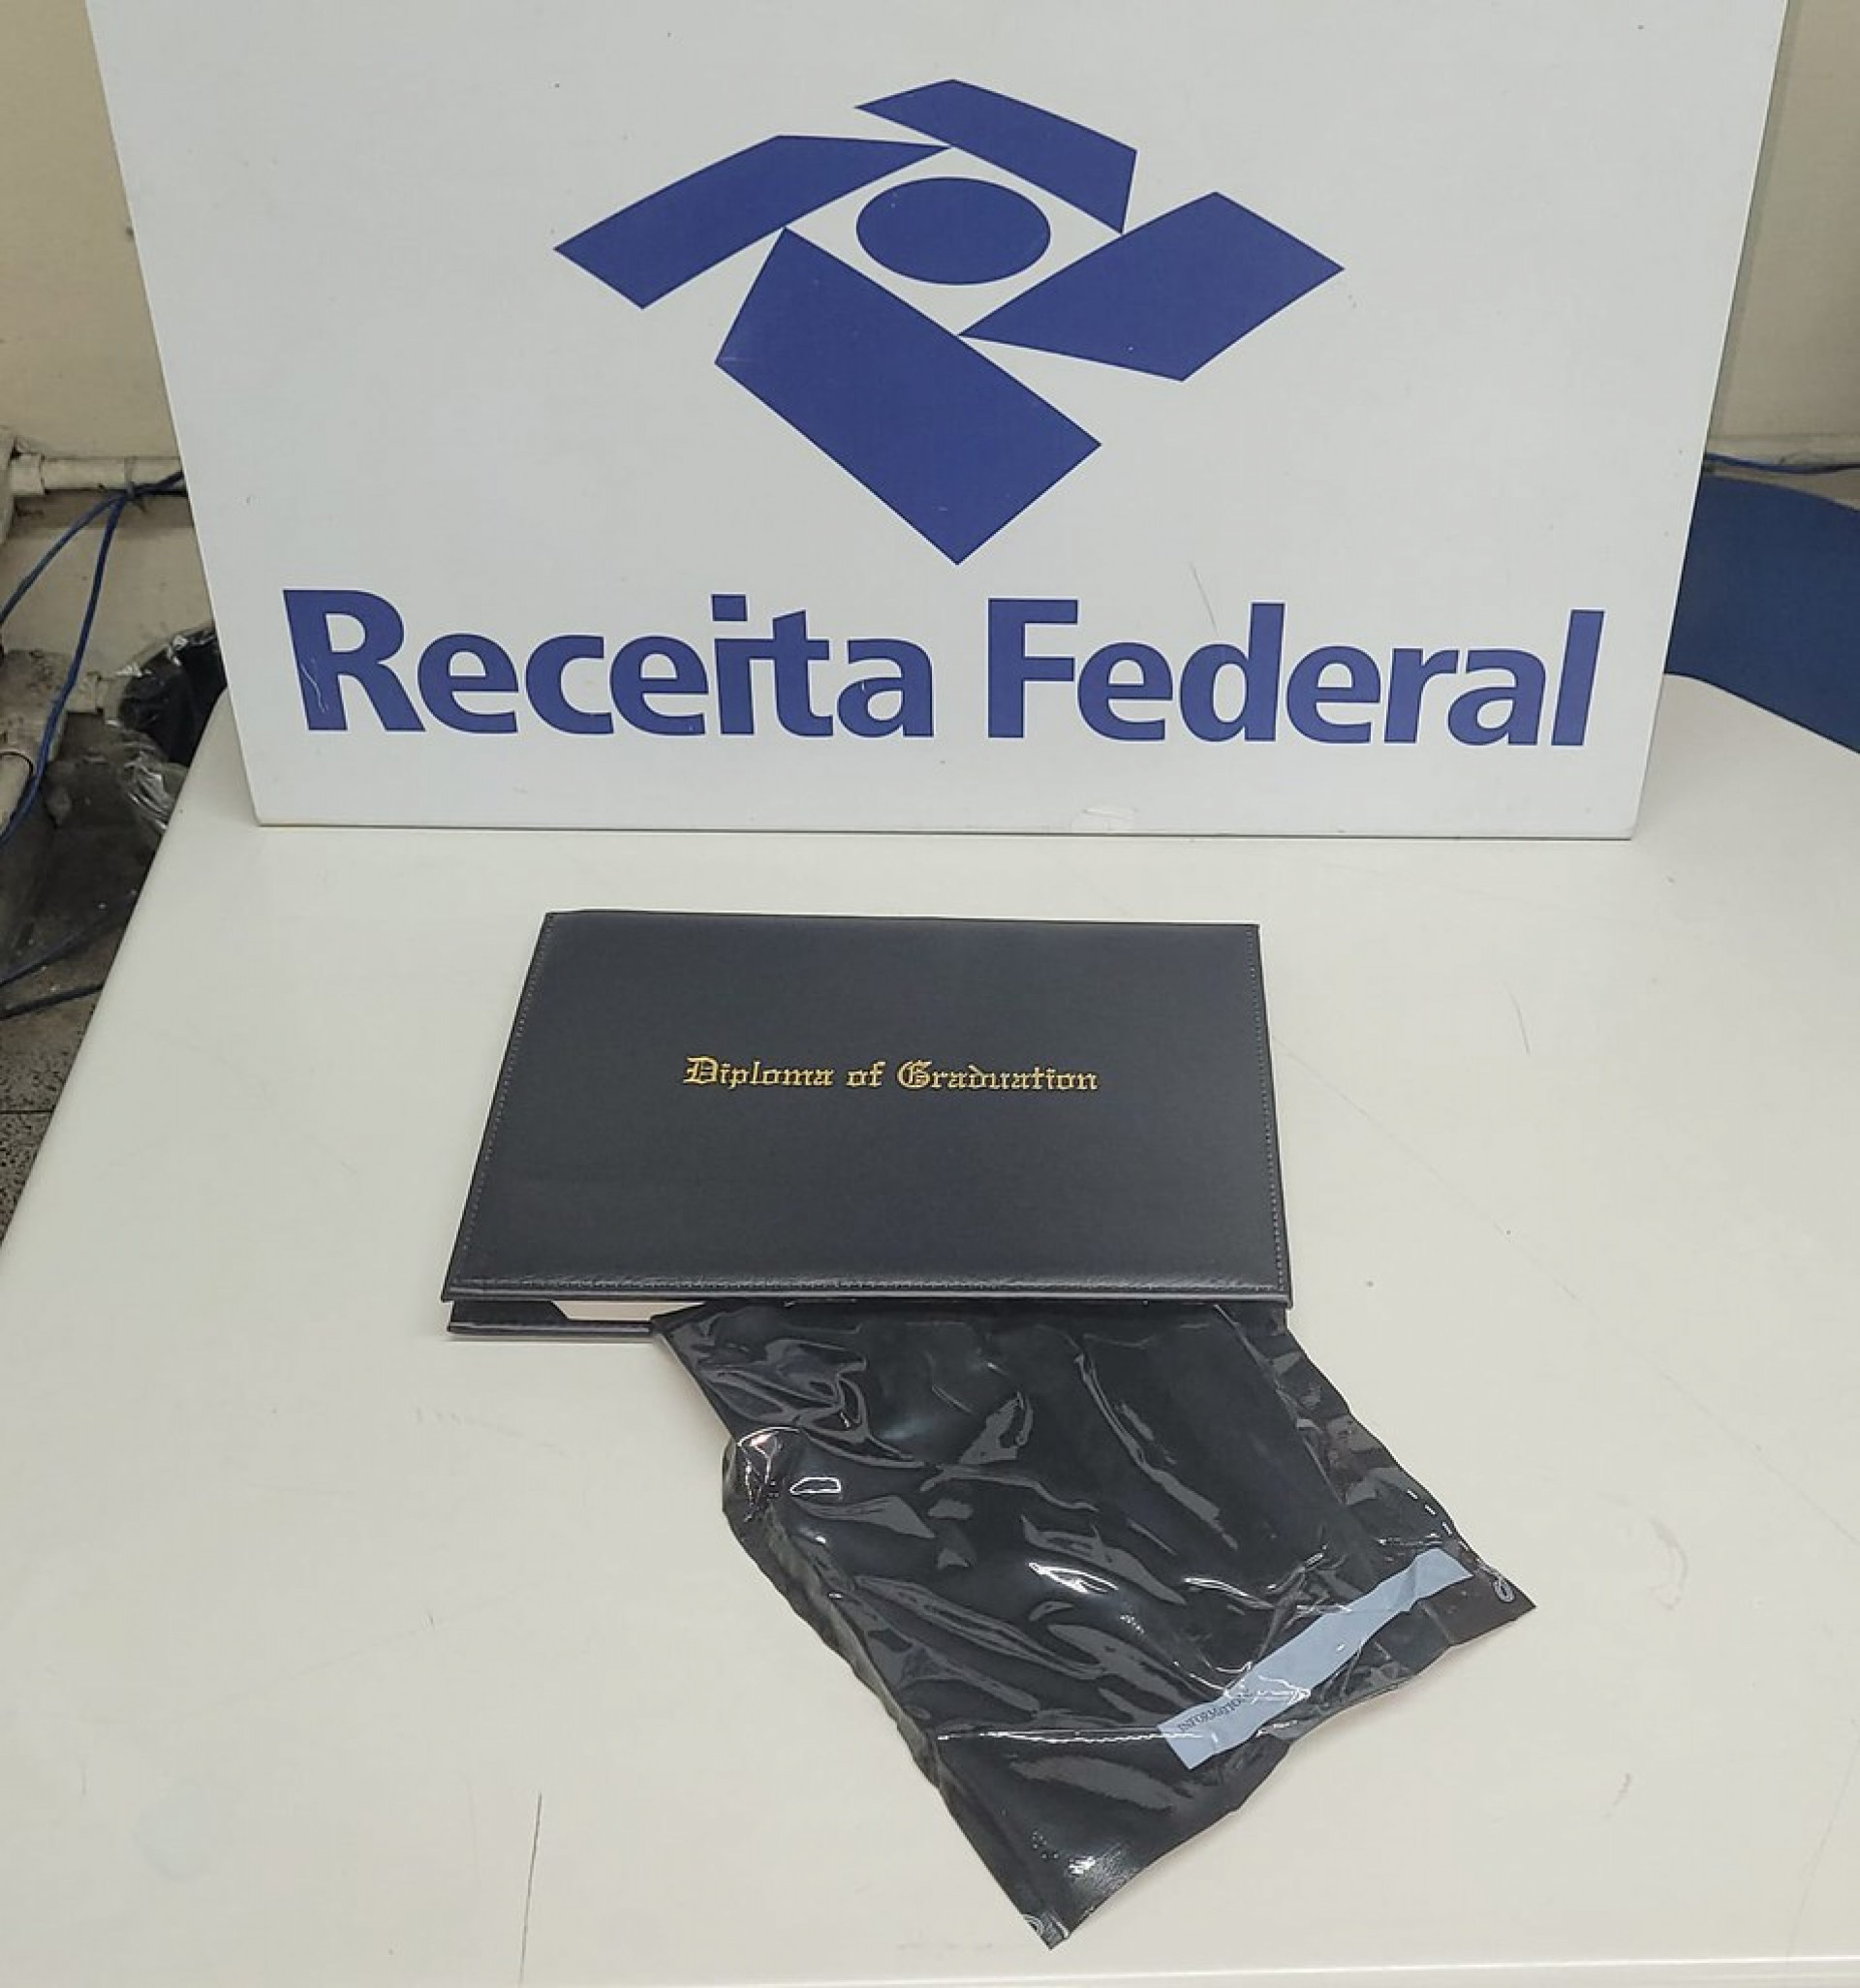 Receita Federal
Diploma of Graduation